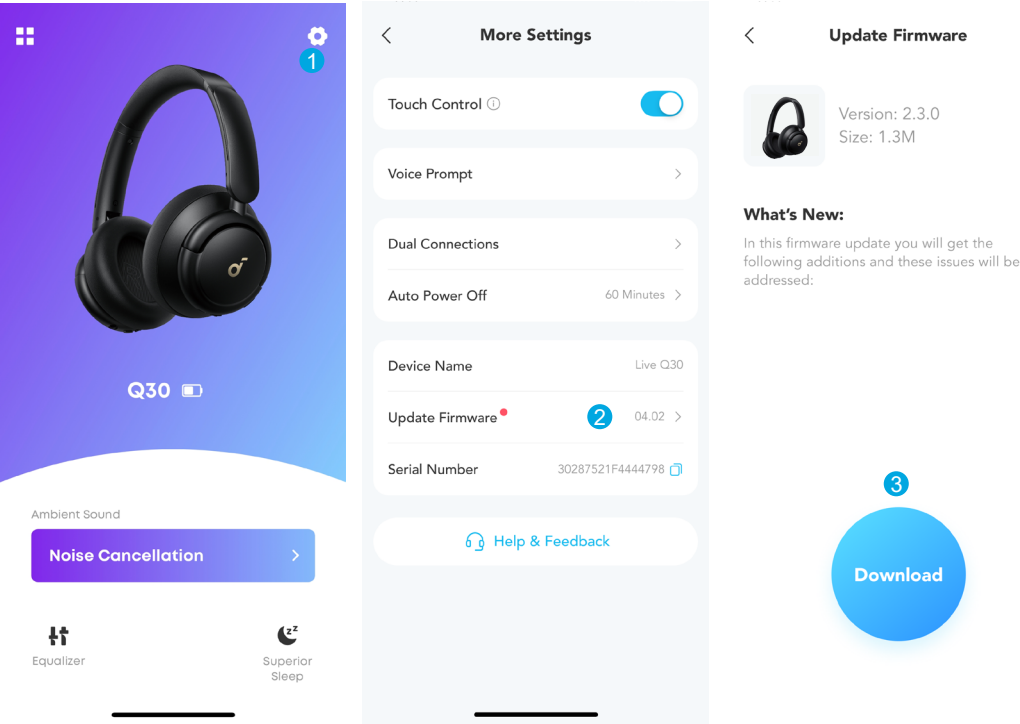 1
Q30
Ambient Sound
Noise Cancellation
Equalizer
Superior
Sleep
More Settings
Touch Control
Voice Prompt
Dual Connections
Auto Power Off 60 Minutes
Device Name Live Q30
Update Firmware 2 04.02
Serial Number 30287521F4444798
Help & Feedback
Update Firmware
Version: 2.3.0
Size: 1.3M
What's New:
In this firmware update you will get the
following additions and these issues will be
addressed:
3
Download